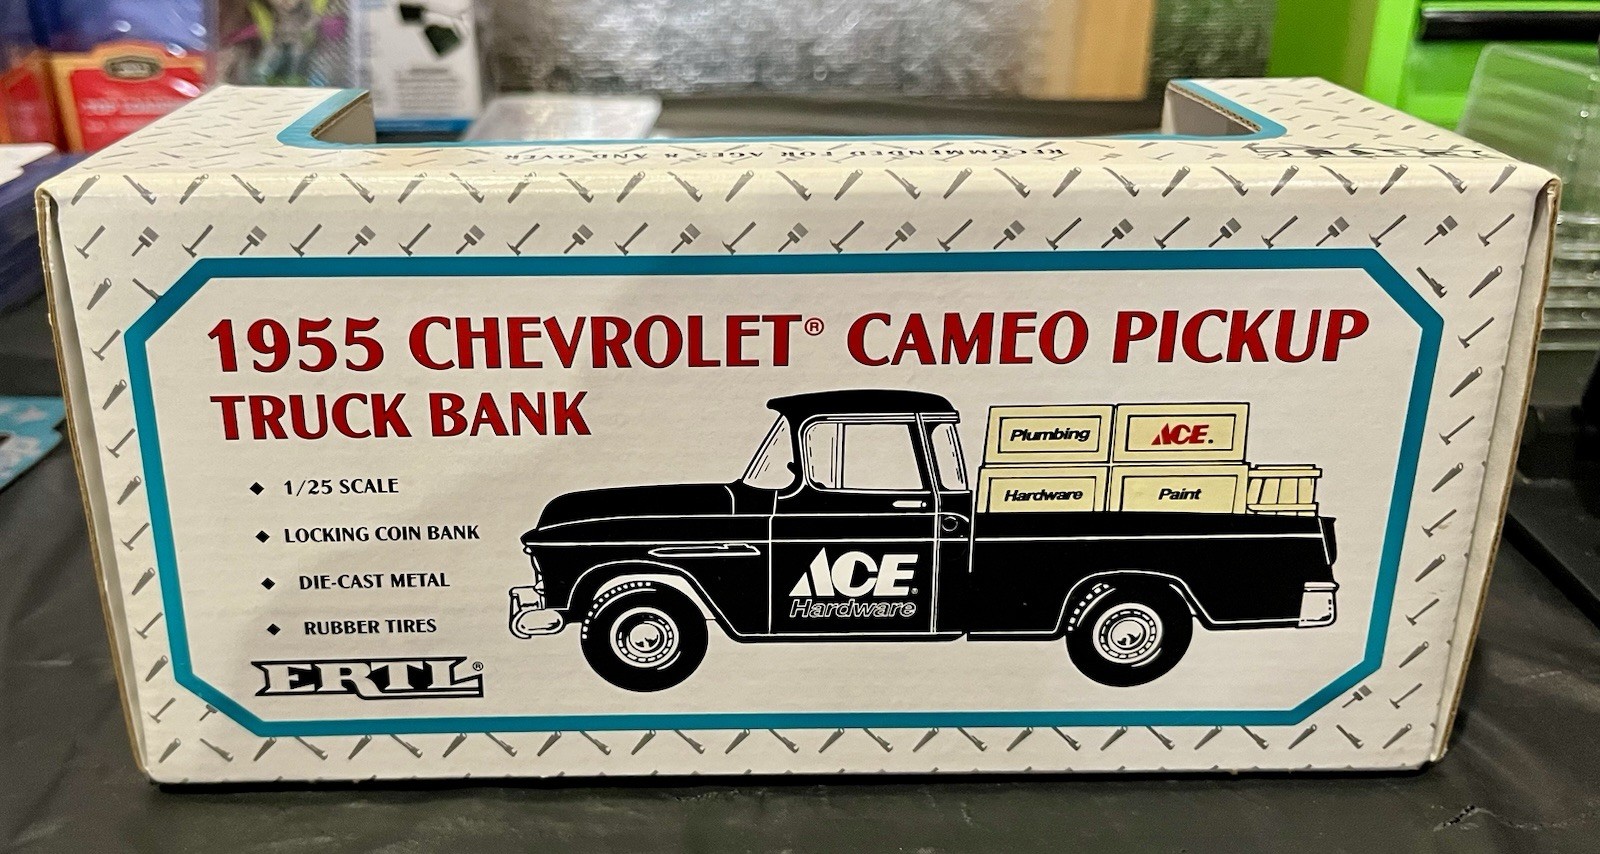 RECOMMENDED FOR AGES 8 AND OVER
1955 CHEVROLET® CAMEO PICKUP
TRUCK BANK
◆ 1/25 SCALE
◆ LOCKING COIN BANK
◆ DIE-CAST METAL
◆ RUBBER TIRES
ERTL®
Plumbing
ACE.
Hardware
Paint
ACE®
Hardware